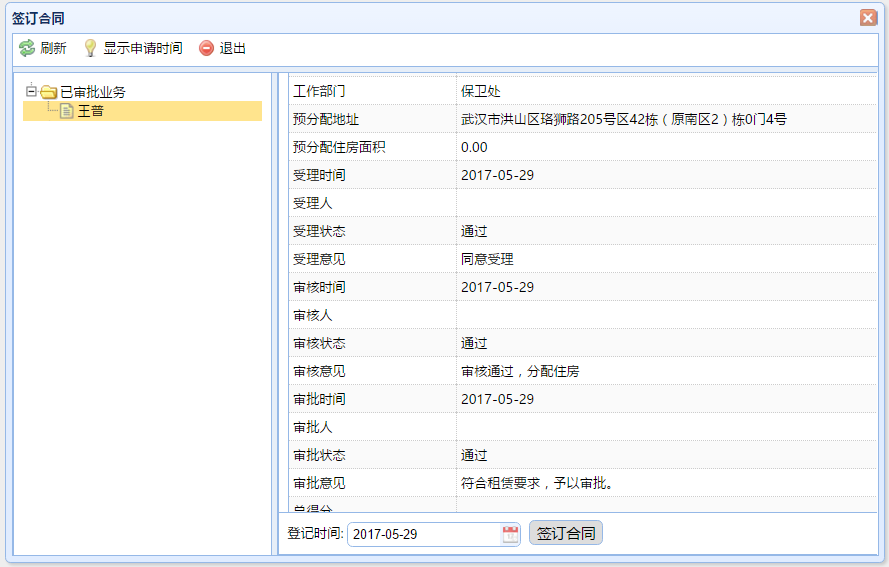 签订合同
刷新 显示申请时间 退出
已审批业务
王普
工作部门 保卫处
预分配地址 武汉市洪山区珞狮路205号区42栋（原南区2）栋0门4号
预分配住房面积 0.00
受理时间 2017-05-29
受理人
受理状态 通过
受理意见 同意受理
审核时间 2017-05-29
审核人
审核状态 通过
审核意见 审核通过，分配住房
审批时间 2017-05-29
审批人
审批状态 通过
审批意见 符合租赁要求，予以审批。
总得分
登记时间: 2017-05-29 签订合同